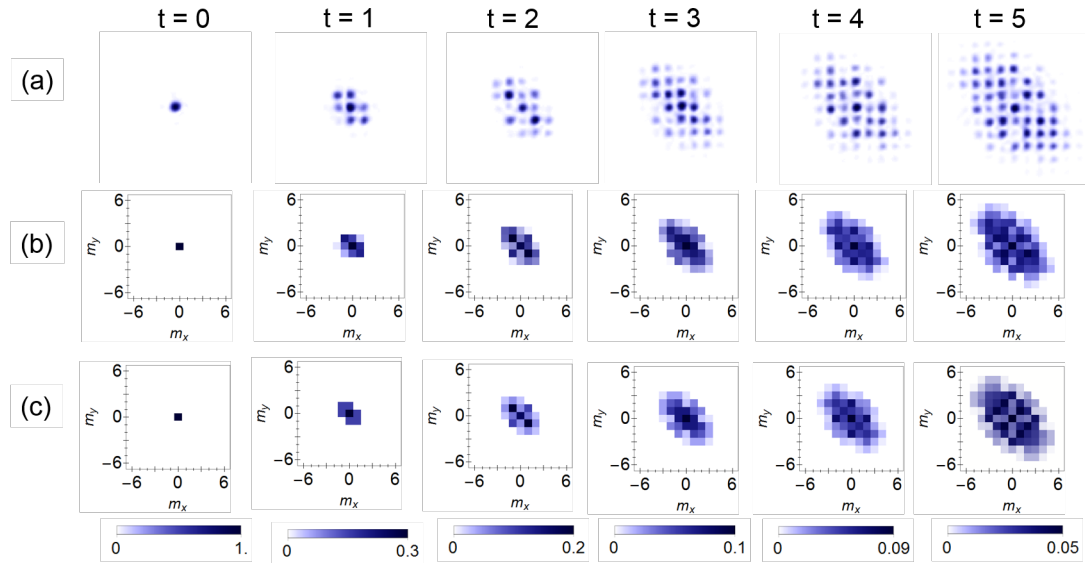 t = 0 t = 1 t = 2 t = 3 t = 4 t = 5
(a)
(b)
6 6 6 6 6 6
m_y m_y m_y m_y m_y m_y
0 0 0 0 0 0
−6 −6 −6 −6 −6 −6
−6 0 6 −6 0 6 −6 0 6 −6 0 6 −6 0 6 −6 0 6
m_x m_x m_x m_x m_x m_x
(c)
6 6 6 6 6 6
m_y m_y m_y m_y m_y m_y
0 0 0 0 0 0
−6 −6 −6 −6 −6 −6
−6 0 6 −6 0 6 −6 0 6 −6 0 6 −6 0 6 −6 0 6
m_x m_x m_x m_x m_x m_x
0 1. 0 0.3 0 0.2 0 0.1 0 0.09 0 0.05